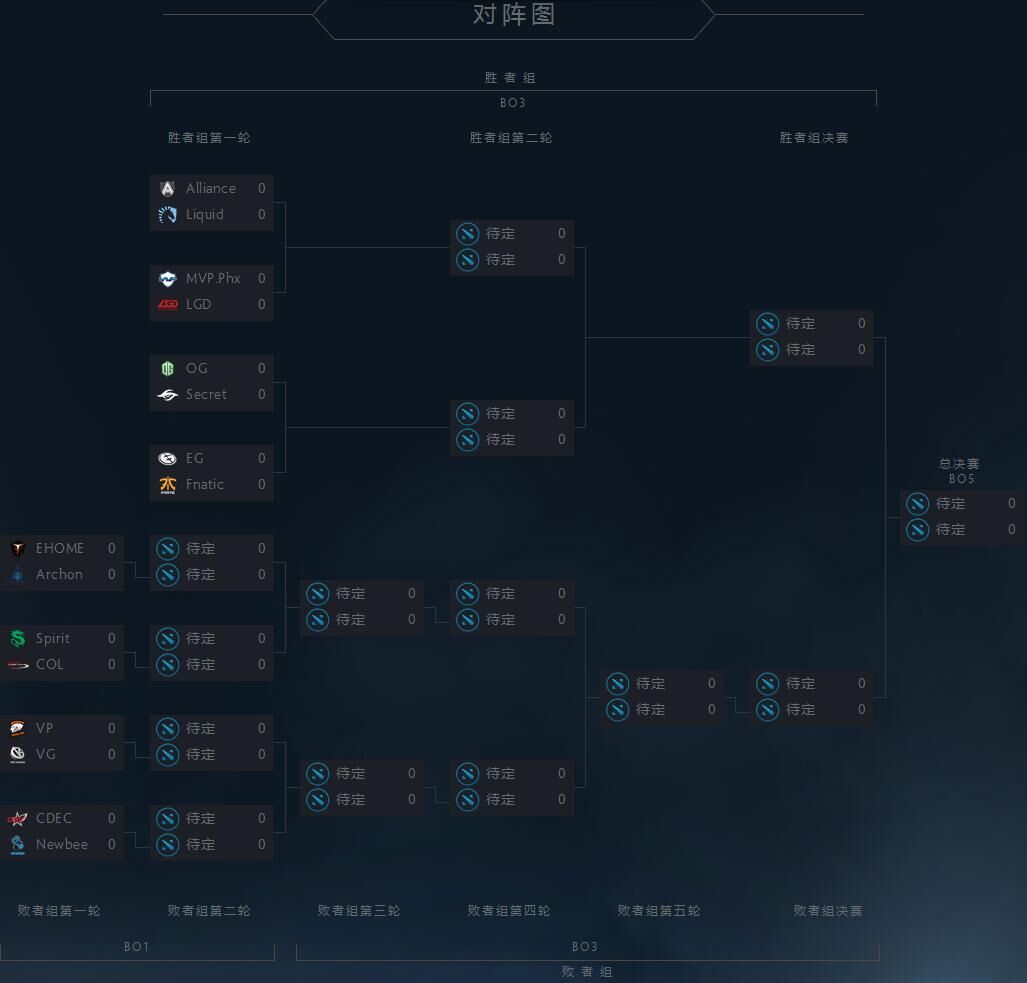 对阵图
胜者组
BO3
胜者组第一轮 胜者组第二轮 胜者组决赛
Alliance 0
Liquid 0
待定 0
待定 0
MVP.Phx 0
LGD 0
待定 0
待定 0
OG 0
Secret 0
待定 0
待定 0
EG 0
Fnatic 0
总决赛
BO5
待定 0
待定 0
EHOME 0 待定 0
Archon 0 待定 0
待定 0 待定 0
待定 0 待定 0
Spirit 0 待定 0
COL 0 待定 0
待定 0 待定 0
待定 0 待定 0
VP 0 待定 0
VG 0 待定 0
待定 0 待定 0
待定 0 待定 0
CDEC 0 待定 0
Newbee 0 待定 0
败者组第一轮 败者组第二轮 败者组第三轮 败者组第四轮 败者组第五轮 败者组决赛
BO1 BO3
败者组